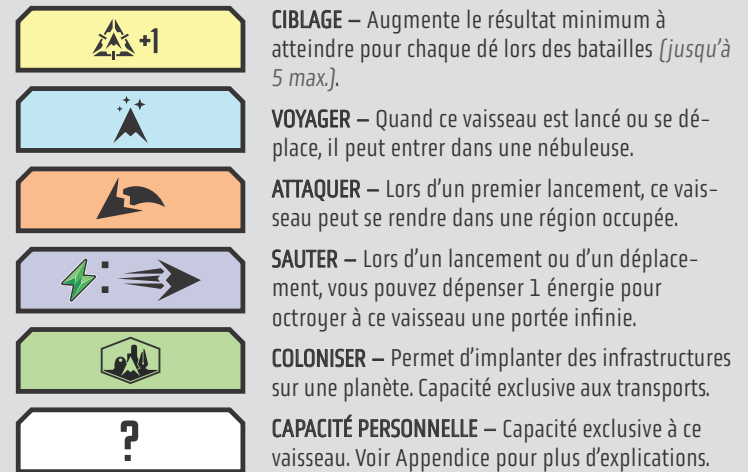 +1
CIBLAGE – Augmente le résultat minimum à
atteindre pour chaque dé lors des batailles (jusqu'à
5 max.).
VOYAGER – Quand ce vaisseau est lancé ou se dé-
place, il peut entrer dans une nébuleuse.
ATTAQUER – Lors d'un premier lancement, ce vais-
seau peut se rendre dans une région occupée.
:
SAUTER – Lors d'un lancement ou d'un déplace-
ment, vous pouvez dépenser 1 énergie pour
octroyer à ce vaisseau une portée infinie.
COLONISER – Permet d'implanter des infrastructures
sur une planète. Capacité exclusive aux transports.
?
CAPACITÉ PERSONNELLE – Capacité exclusive à ce
vaisseau. Voir Appendice pour plus d'explications.